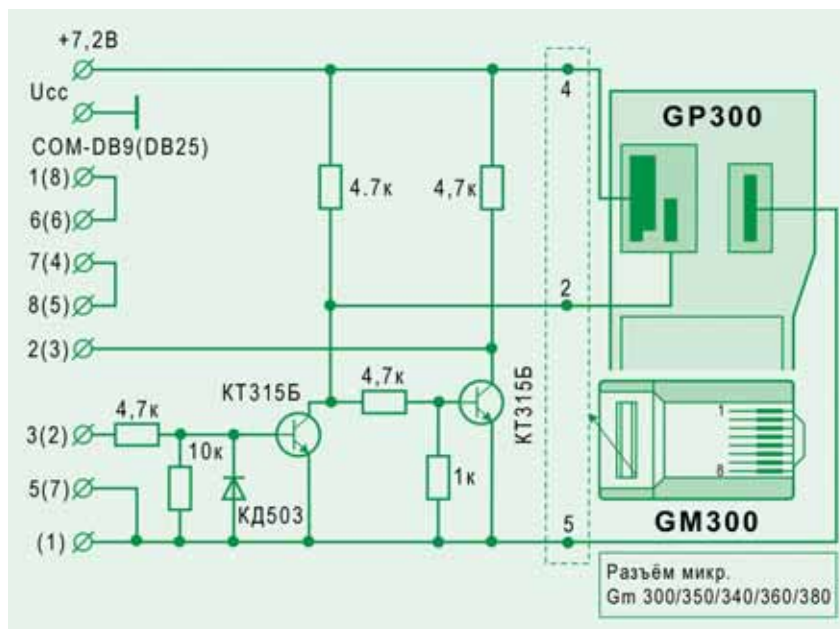 +7,2В
Uсс
COM-DB9(DB25)
1(8)
6(6)
7(4)
8(5)
2(3)
3(2)
5(7)
(1)
4.7к
4,7к
4
2
5
4,7к
КТ315Б
4,7к
КТ315Б
10к
КД503
1к
GP300
1
8
GM300
Разъём микр.
Gm 300/350/340/360/380